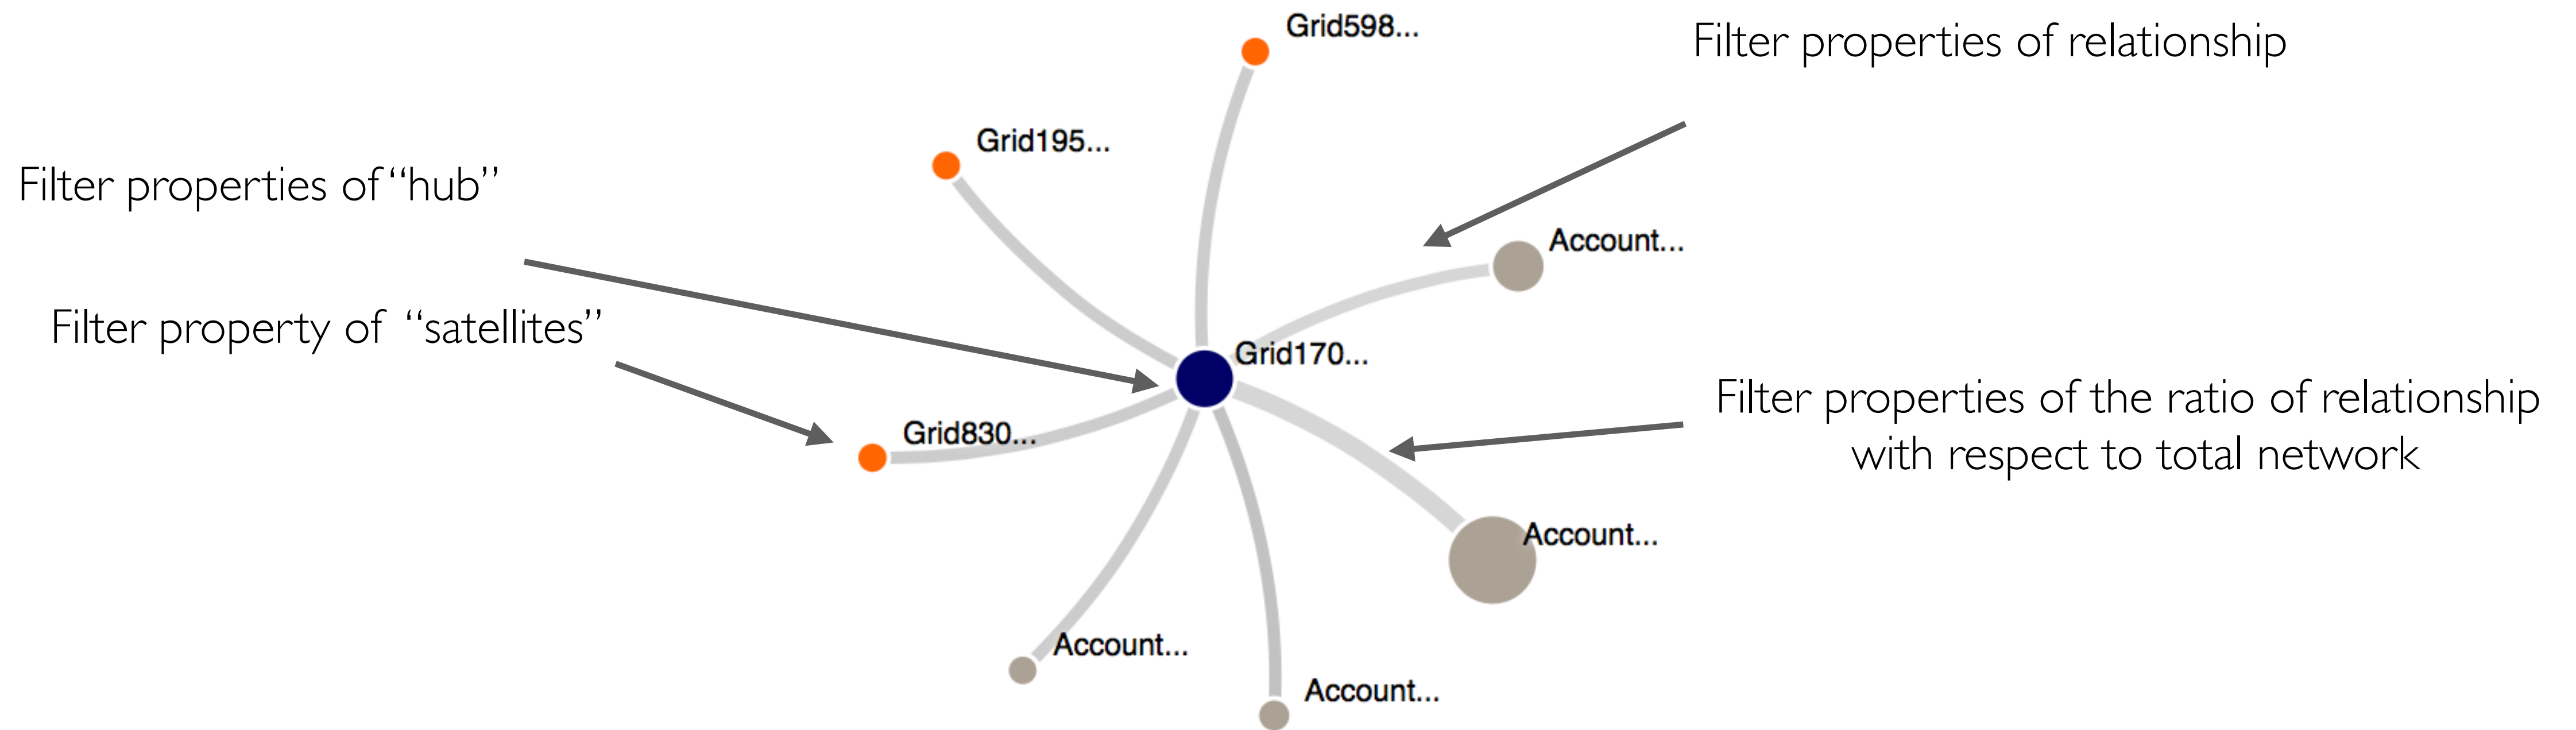 Grid598...
Filter properties of relationship
Grid195...
Filter properties of “hub”
Account...
Filter property of “satellites”
Grid170...
Filter properties of the ratio of relationship
with respect to total network
Grid830...
Account...
Account...
Account...